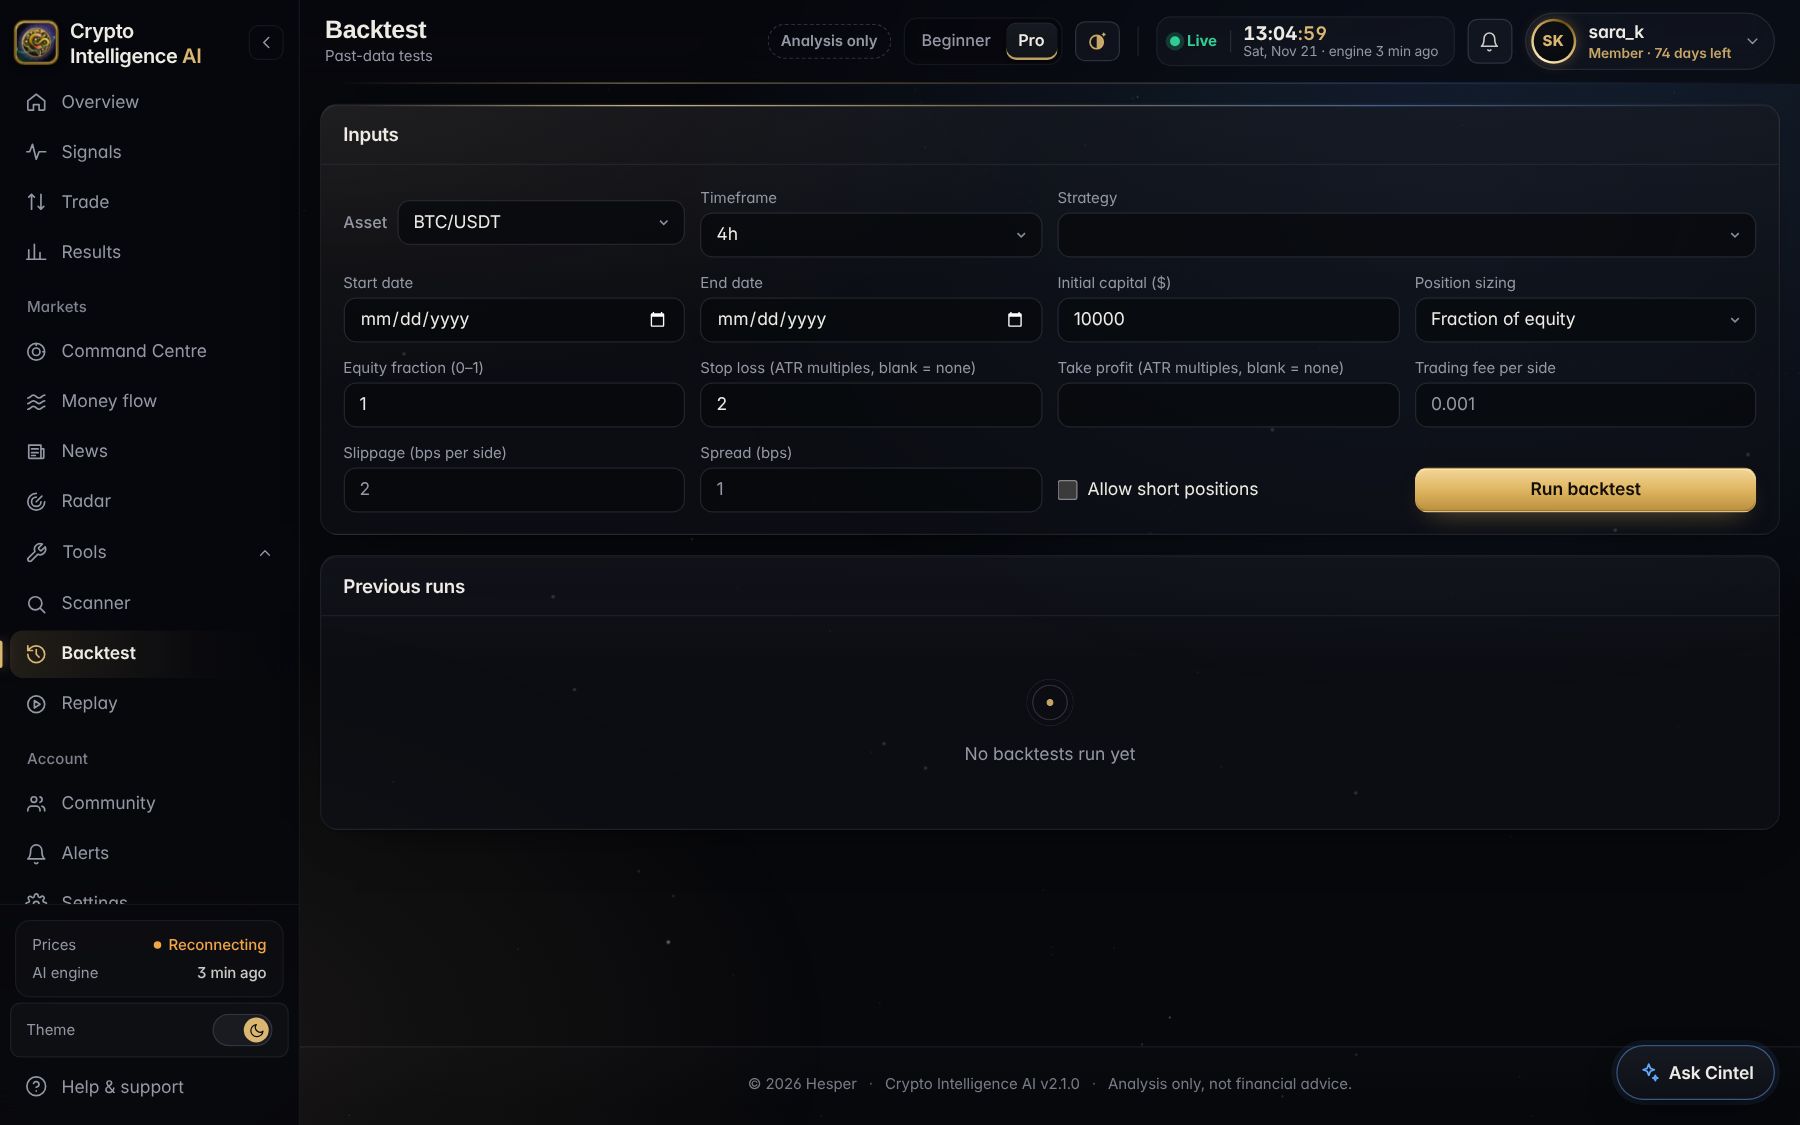 Crypto
Intelligence AI
Overview
Signals
Trade
Results
Markets
Command Centre
Money flow
News
Radar
Tools
Scanner
Backtest
Replay
Account
Community
Alerts
Settings
Prices
Reconnecting
AI engine
3 min ago
Theme
Help & support
Backtest
Past-data tests
Analysis only
Beginner
Pro
Live
13:04:59
Sat, Nov 21 · engine 3 min ago
SK
sara_k
Member · 74 days left
Inputs
Asset
BTC/USDT
Timeframe
4h
Strategy
Start date
mm/dd/yyyy
End date
mm/dd/yyyy
Initial capital ($)
10000
Position sizing
Fraction of equity
Equity fraction (0–1)
1
Stop loss (ATR multiples, blank = none)
2
Take profit (ATR multiples, blank = none)
Trading fee per side
0.001
Slippage (bps per side)
2
Spread (bps)
1
Allow short positions
Run backtest
Previous runs
No backtests run yet
© 2026 Hesper · Crypto Intelligence AI v2.1.0 · Analysis only, not financial advice.
Ask Cintel